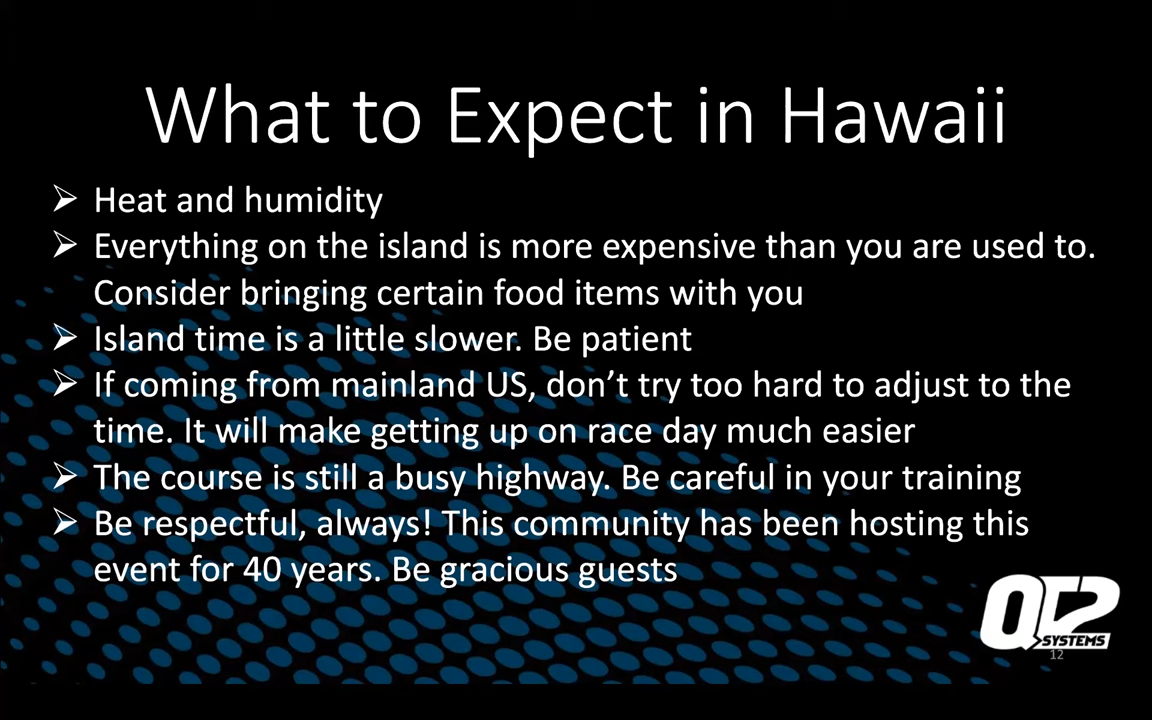 What to Expect in Hawaii
➢ Heat and humidity
➢ Everything on the island is more expensive than you are used to.
Consider bringing certain food items with you
➢ Island time is a little slower. Be patient
➢ If coming from mainland US, don’t try too hard to adjust to the
time. It will make getting up on race day much easier
➢ The course is still a busy highway. Be careful in your training
➢ Be respectful, always! This community has been hosting this
event for 40 years. Be gracious guests
QT2
SYSTEMS
12